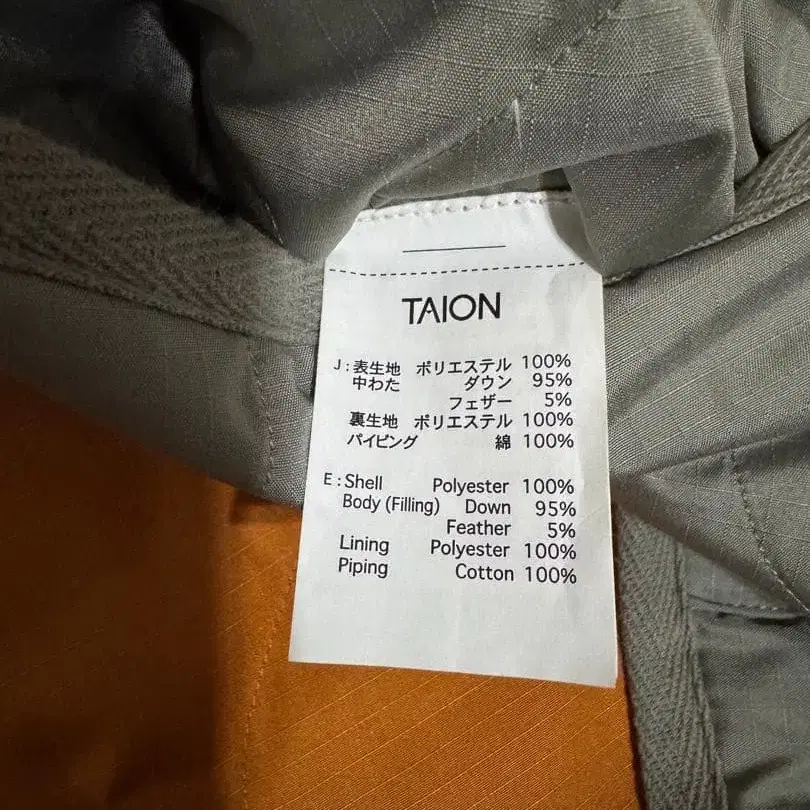 TAION
J:表生地 ポリエステル 100%
中わた ダウン 95%
フェザー 5%
裏生地 ポリエステル 100%
パイピング 綿 100%
E:Shell Polyester 100%
Body (Filling) Down 95%
Feather 5%
Lining Polyester 100%
Piping Cotton 100%